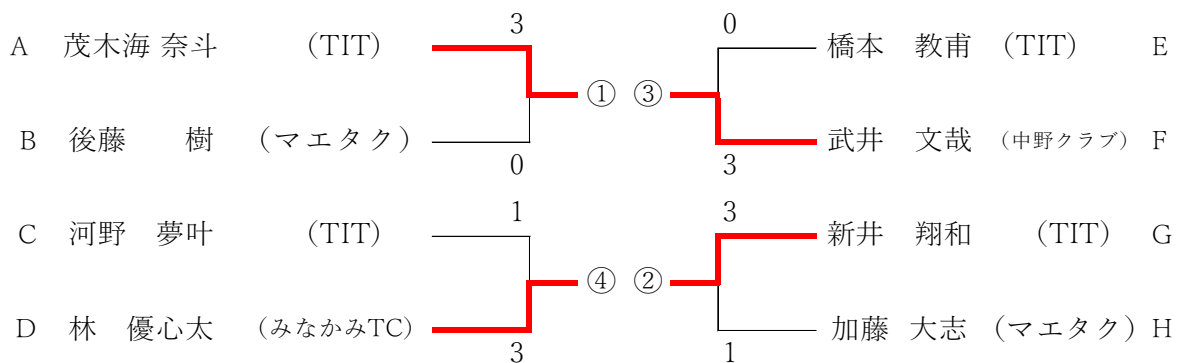 3 0
A 茂木海 奈斗 (TIT) 橋本 教甫 (TIT) E
① ③
B 後藤 樹 (マエタク) 武井 文哉 (中野クラブ) F
0 3
1 3
C 河野 夢叶 (TIT) 新井 翔和 (TIT) G
④ ②
D 林 優心太 (みなかみTC) 加藤 大志 (マエタク) H
3 1